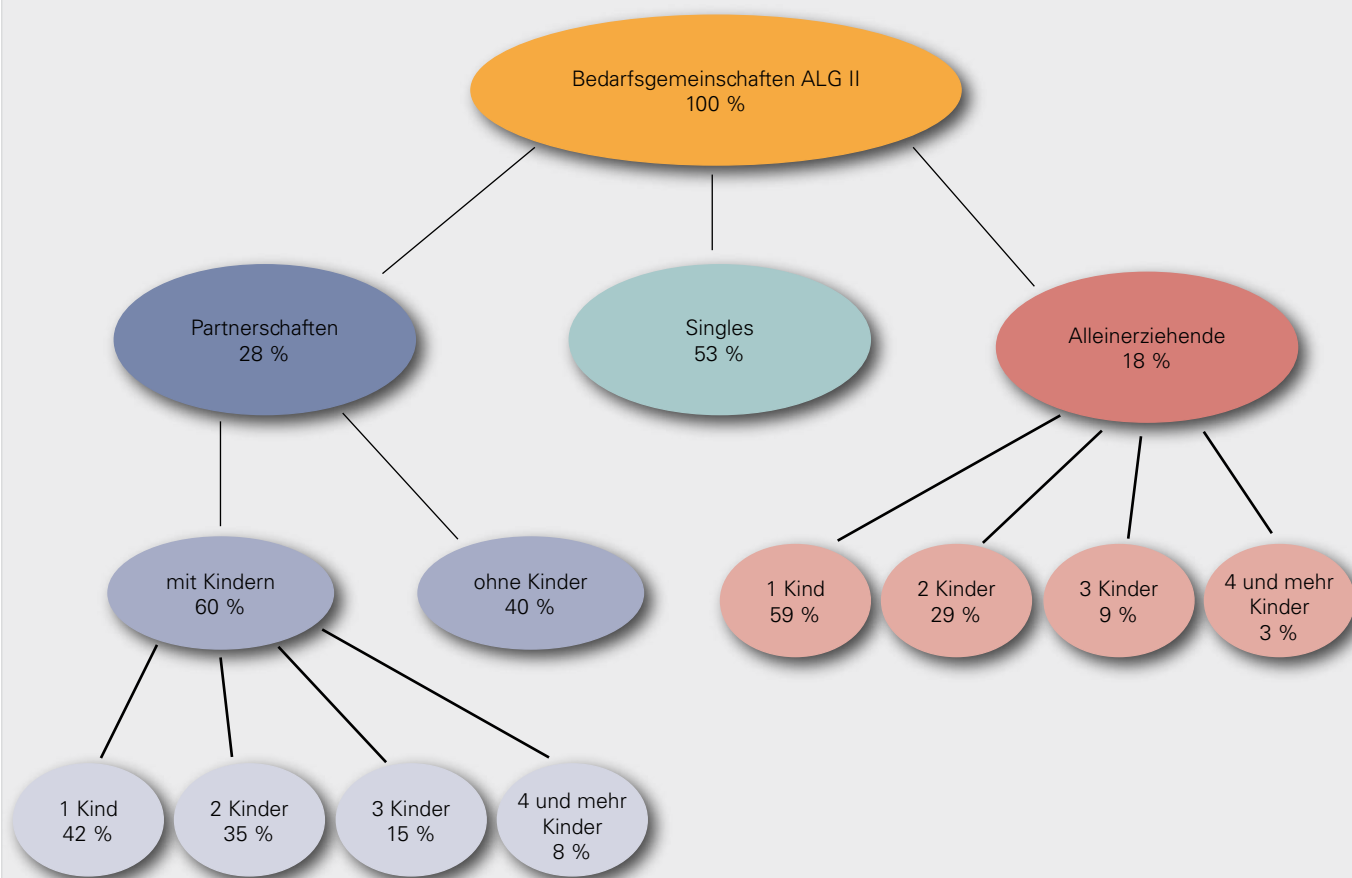 Bedarfsgemeinschaften ALG II
100 %
Partnerschaften
28 %
Singles
53 %
Alleinerziehende
18 %
mit Kindern
60 %
ohne Kinder
40 %
1 Kind
59 %
2 Kinder
29 %
3 Kinder
9 %
4 und mehr
Kinder
3 %
1 Kind
42 %
2 Kinder
35 %
3 Kinder
15 %
4 und mehr
Kinder
8 %